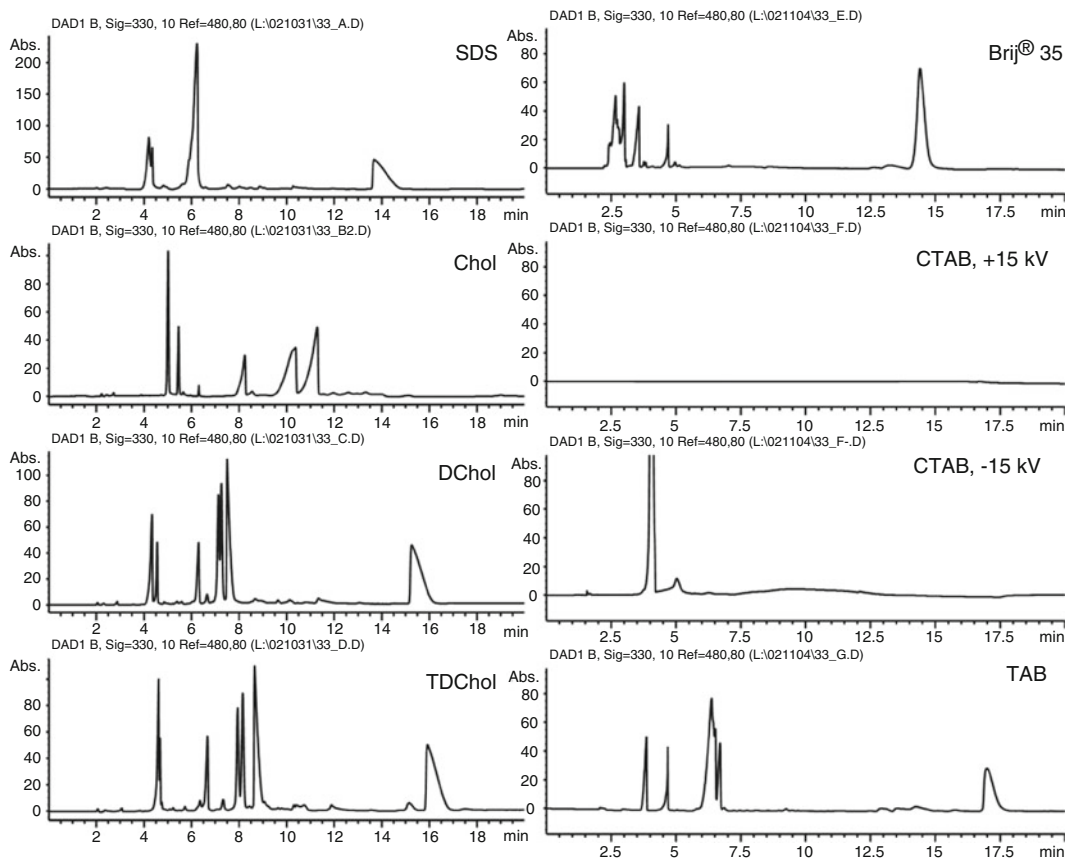 DAD1 B, Sig=330, 10 Ref=480,80 (L:\021031\33_A.D)
Abs.
SDS
200
150
100
50
0
2 4 6 8 10 12 14 16 18 min
DAD1 B, Sig=330, 10 Ref=480,80 (L:\021031\33_B2.D)
Abs.
Chol
80
60
40
20
0
2 4 6 8 10 12 14 16 18 min
DAD1 B, Sig=330, 10 Ref=480,80 (L:\021031\33_C.D)
Abs.
DChol
100
80
60
40
20
0
2 4 6 8 10 12 14 16 18 min
DAD1 B, Sig=330, 10 Ref=480,80 (L:\021031\33_D.D)
Abs.
TDChol
80
60
40
20
0
2 4 6 8 10 12 14 16 18 min
DAD1 B, Sig=330, 10 Ref=480,80 (L:\021104\33_E.D)
Abs.
Brij® 35
80
60
40
20
0
2.5 5 7.5 10 12.5 15 17.5 min
DAD1 B, Sig=330, 10 Ref=480,80 (L:\021104\33_F.D)
Abs.
CTAB, +15 kV
80
60
40
20
0
2.5 5 7.5 10 12.5 15 17.5 min
DAD1 B, Sig=330, 10 Ref=480,80 (L:\021104\33_F-.D)
Abs.
CTAB, -15 kV
80
60
40
20
0
2.5 5 7.5 10 12.5 15 17.5 min
DAD1 B, Sig=330, 10 Ref=480,80 (L:\021104\33_G.D)
Abs.
TAB
80
60
40
20
0
2.5 5 7.5 10 12.5 15 17.5 min